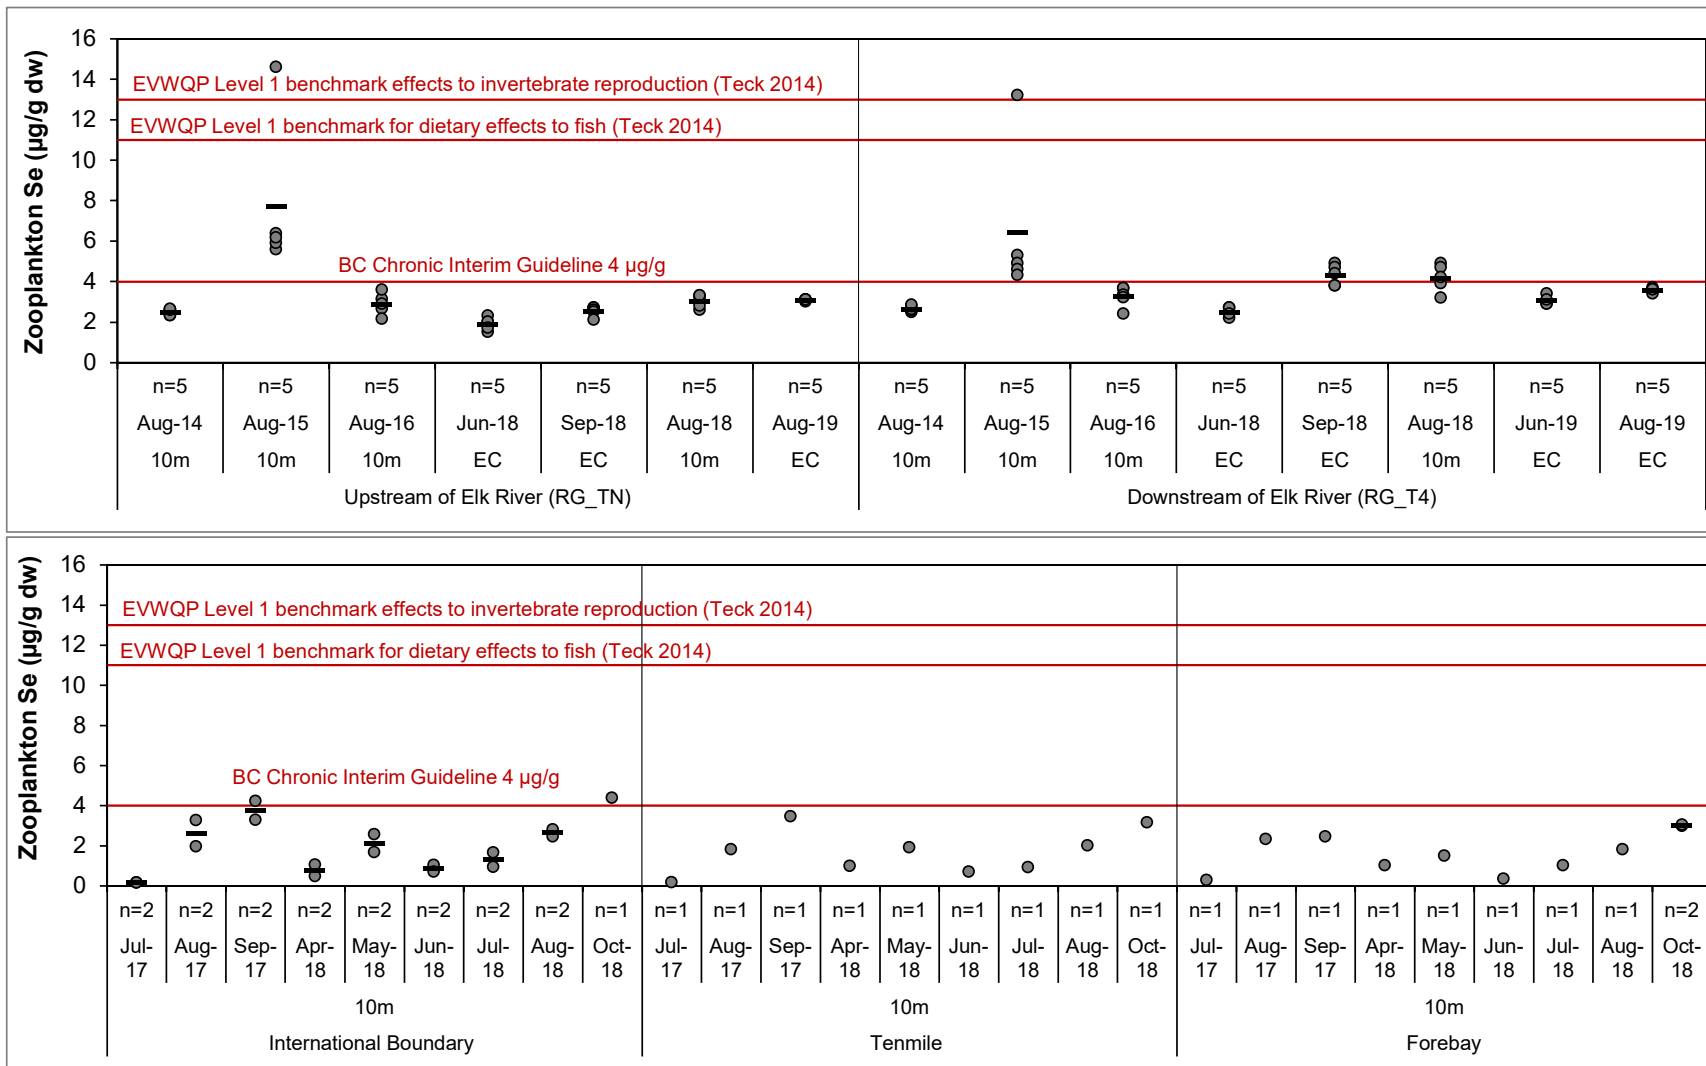 Zooplankton Se (µg/g dw)
16
14
12
10
8
6
4
2
0
EVWQP Level 1 benchmark effects to invertebrate reproduction (Teck 2014)
EVWQP Level 1 benchmark for dietary effects to fish (Teck 2014)
BC Chronic Interim Guideline 4 µg/g
n=5 n=5 n=5 n=5 n=5 n=5 n=5 n=5 n=5 n=5 n=5 n=5 n=5 n=5 n=5
Aug-14 Aug-15 Aug-16 Jun-18 Sep-18 Aug-18 Aug-19 Aug-14 Aug-15 Aug-16 Jun-18 Sep-18 Aug-18 Jun-19 Aug-19
10m 10m 10m EC EC 10m EC 10m 10m 10m EC EC 10m EC EC
Upstream of Elk River (RG_TN) Downstream of Elk River (RG_T4)
Zooplankton Se (µg/g dw)
16
14
12
10
8
6
4
2
0
EVWQP Level 1 benchmark effects to invertebrate reproduction (Teck 2014)
EVWQP Level 1 benchmark for dietary effects to fish (Teck 2014)
BC Chronic Interim Guideline 4 µg/g
n=2 n=2 n=2 n=2 n=2 n=2 n=2 n=2 n=1 n=1 n=1 n=1 n=1 n=1 n=1 n=1 n=1 n=1 n=1 n=1 n=1 n=1 n=1 n=1 n=1 n=1 n=2
Jul- Aug- Sep- Apr- May- Jun- Jul- Aug- Oct- Jul- Aug- Sep- Apr- May- Jun- Jul- Aug- Oct- Jul- Aug- Sep- Apr- May- Jun- Jul- Aug- Oct-
17 17 17 18 18 18 18 18 18 17 17 17 18 18 18 18 18 18 17 17 17 18 18 18 18 18 18
10m 10m 10m
International Boundary Tenmile Forebay